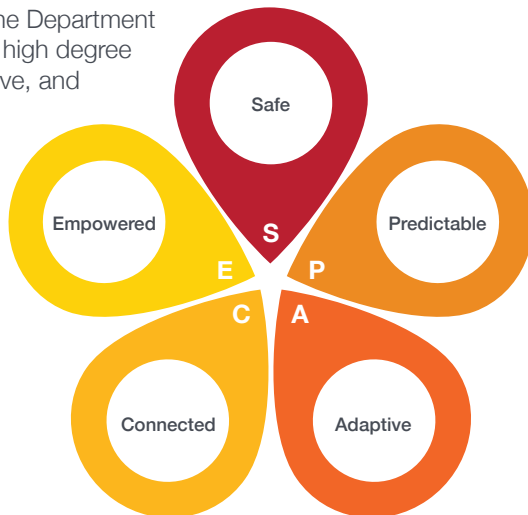 he Department
high degree
ve, and
Safe
S
Predictable
P
Adaptive
A
Connected
C
Empowered
E